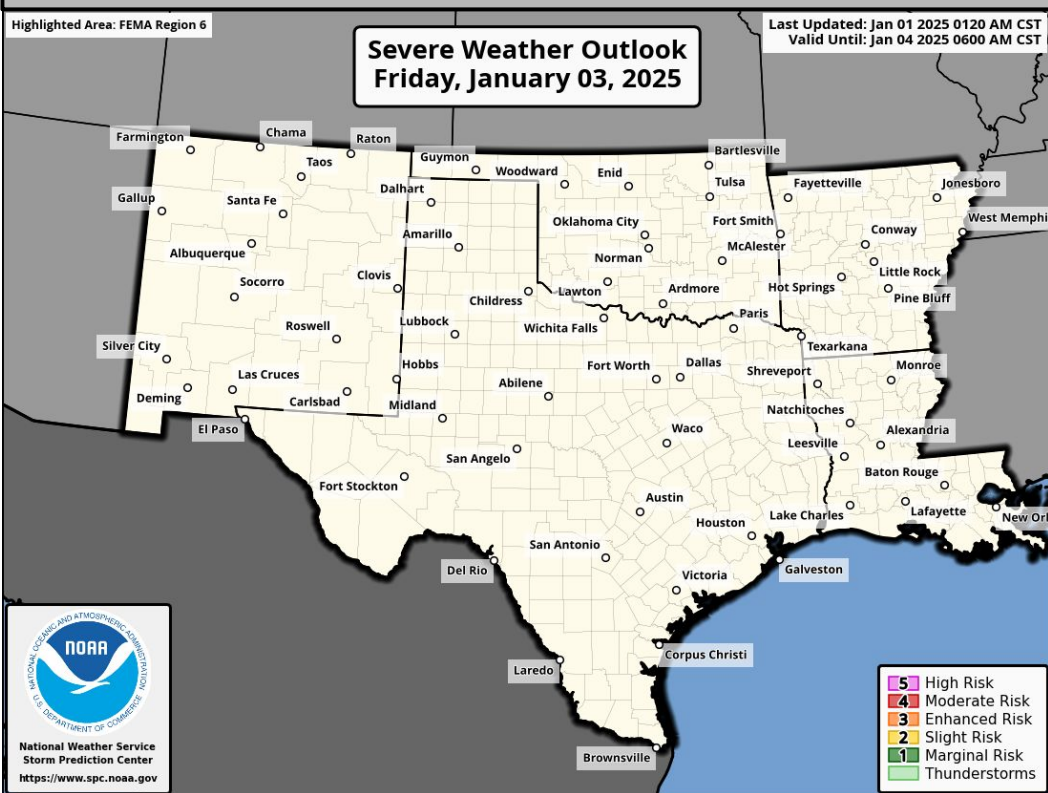 Highlighted Area: FEMA Region 6
Severe Weather Outlook
Friday, January 03, 2025
Last Updated: Jan 01 2025 0120 AM CST
Valid Until: Jan 04 2025 0600 AM CST
Farmington
Chama
Raton
Taos
Guymon
Woodward
Enid
Bartlesville
Tulsa
Fayetteville
Jonesboro
Gallup
Santa Fe
Dalhart
Oklahoma City
Fort Smith
West Memphi
Conway
Albuquerque
Amarillo
Norman
McAlester
Little Rock
Socorro
Clovis
Childress
Lawton
Ardmore
Hot Springs
Pine Bluff
Roswell
Lubbock
Wichita Falls
Paris
Texarkana
Silver City
Hobbs
Fort Worth
Dallas
Shreveport
Monroe
Las Cruces
Abilene
Deming
Carlsbad
Midland
Natchitoches
El Paso
Waco
Alexandria
Leesville
San Angelo
Baton Rouge
Fort Stockton
Austin
Houston
Lake Charles
Lafayette
New Orl
San Antonio
Del Rio
Galveston
Victoria
Corpus Christi
Laredo
Brownsville
NATIONAL OCEANIC AND ATMOSPHERIC ADMINISTRATION
NOAA
U.S. DEPARTMENT OF COMMERCE
National Weather Service
Storm Prediction Center
https://www.spc.noaa.gov
5 High Risk
4 Moderate Risk
3 Enhanced Risk
2 Slight Risk
1 Marginal Risk
Thunderstorms